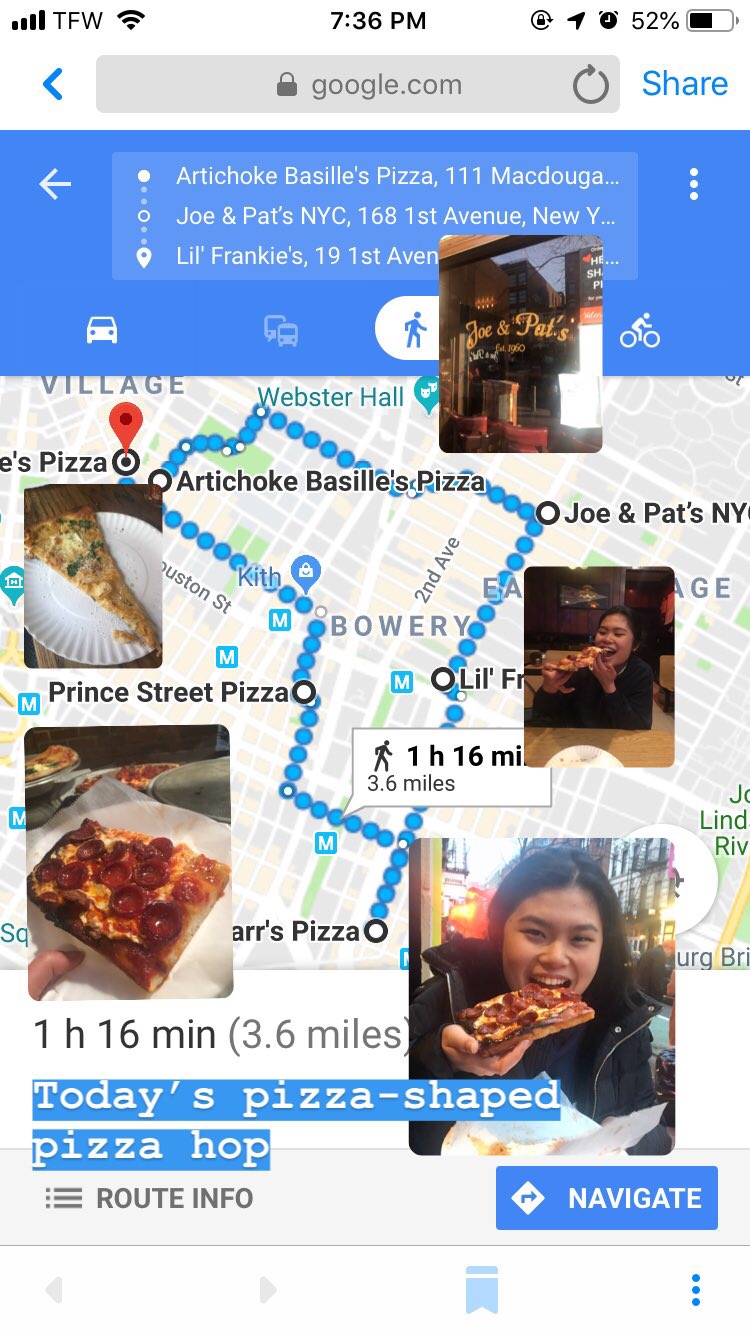 TFW 7:36 PM 52%
google.com Share
Artichoke Basille's Pizza, 111 Macdouga...
Joe & Pat's NYC, 168 1st Avenue, New Y...
Lil' Frankie's, 19 1st Aven
Joe & Pat's
Est. 1960
VILLAGE
Webster Hall
St
e's Pizza
Artichoke Basille's Pizza
Joe & Pat's NY
ouston St
Kith
2nd Ave
EA AGE
BOWERY
M
M
M
Lil' Fr
M
Prince Street Pizza
1 h 16 mi
3.6 miles
M
M
Lind
Riv
Sq
arr's Pizza
urg Bri
1 h 16 min (3.6 miles)
Today's pizza-shaped
pizza hop
ROUTE INFO
NAVIGATE